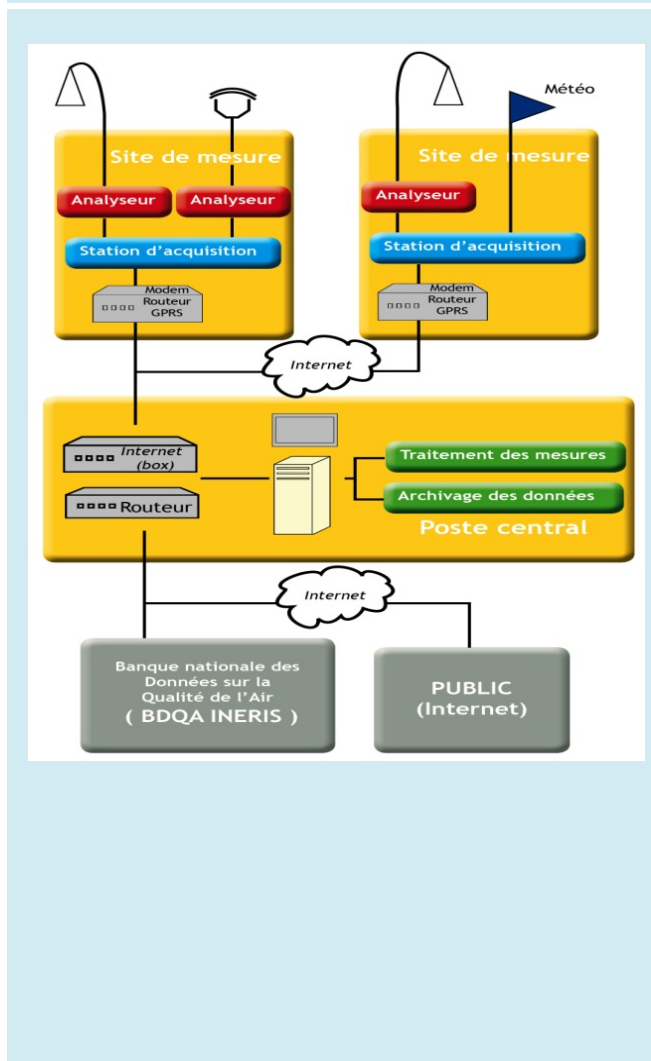 Météo
Site de mesure
Analyseur
Analyseur
Station d'acquisition
Modem
Routeur
GPRS
Site de mesure
Analyseur
Station d'acquisition
Modem
Routeur
GPRS
Internet
Internet
(box)
Routeur
Traitement des mesures
Archivage des données
Poste central
Internet
Banque nationale des
Données sur la
Qualité de l'Air
( BDQA INERIS )
PUBLIC
(Internet)